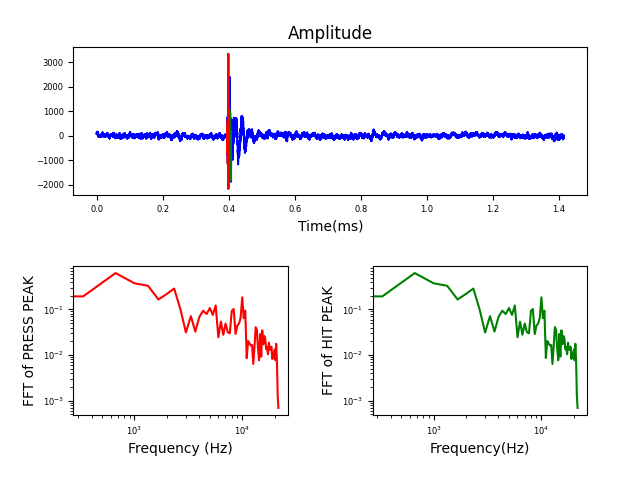 Amplitude
3000
2000
1000
0
−1000
−2000
0.0 0.2 0.4 0.6 0.8 1.0 1.2 1.4
Time(ms)
FFT of PRESS PEAK
10⁻¹
10⁻²
10⁻³
10³ 10⁴
Frequency (Hz)
FFT of HIT PEAK
10⁻¹
10⁻²
10⁻³
10³ 10⁴
Frequency(Hz)